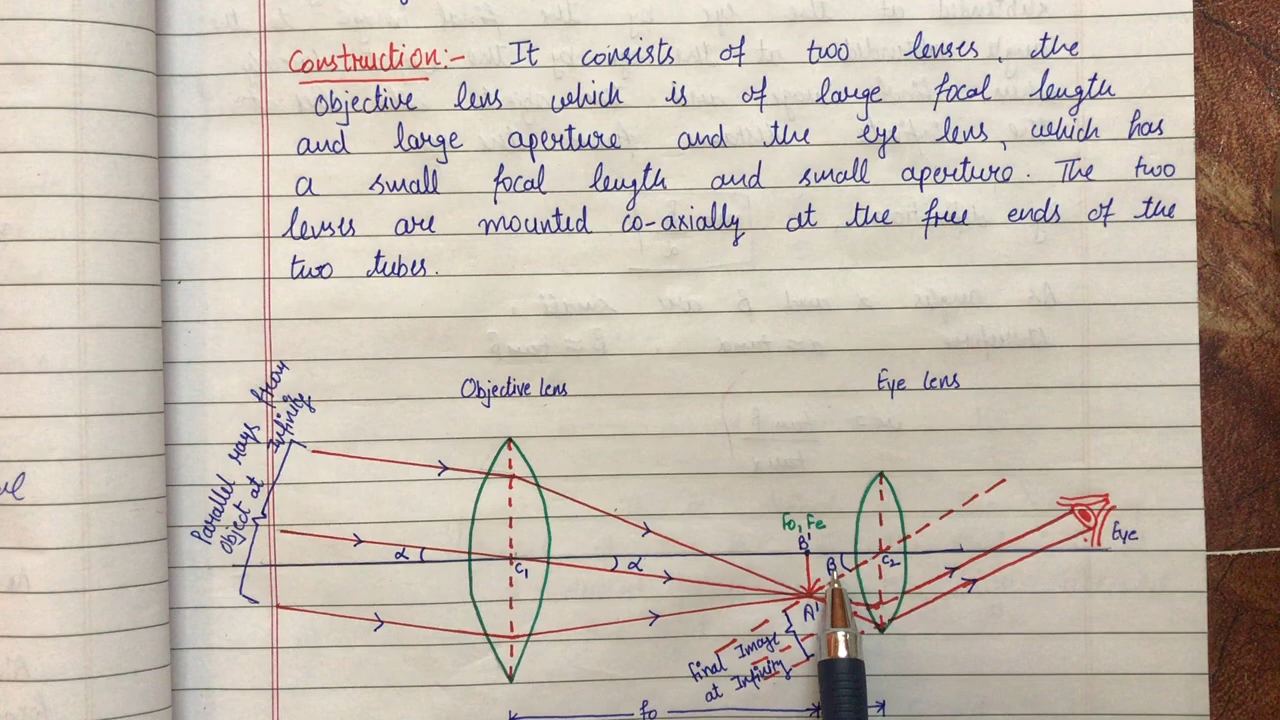 Construction:- It consists of two lenses, the
objective lens which is of large focal length
and large aperture and the eye lens, which has
a small focal length and small aperture. The two
lenses are mounted co-axially at the free ends of the
two tubes.
Objective lens
Eye lens
Parallel rays from
object at infinity
Fo, Fe
B'
α
C1
α
β
C2
Eye
A'
final Image
at Infinity
fo